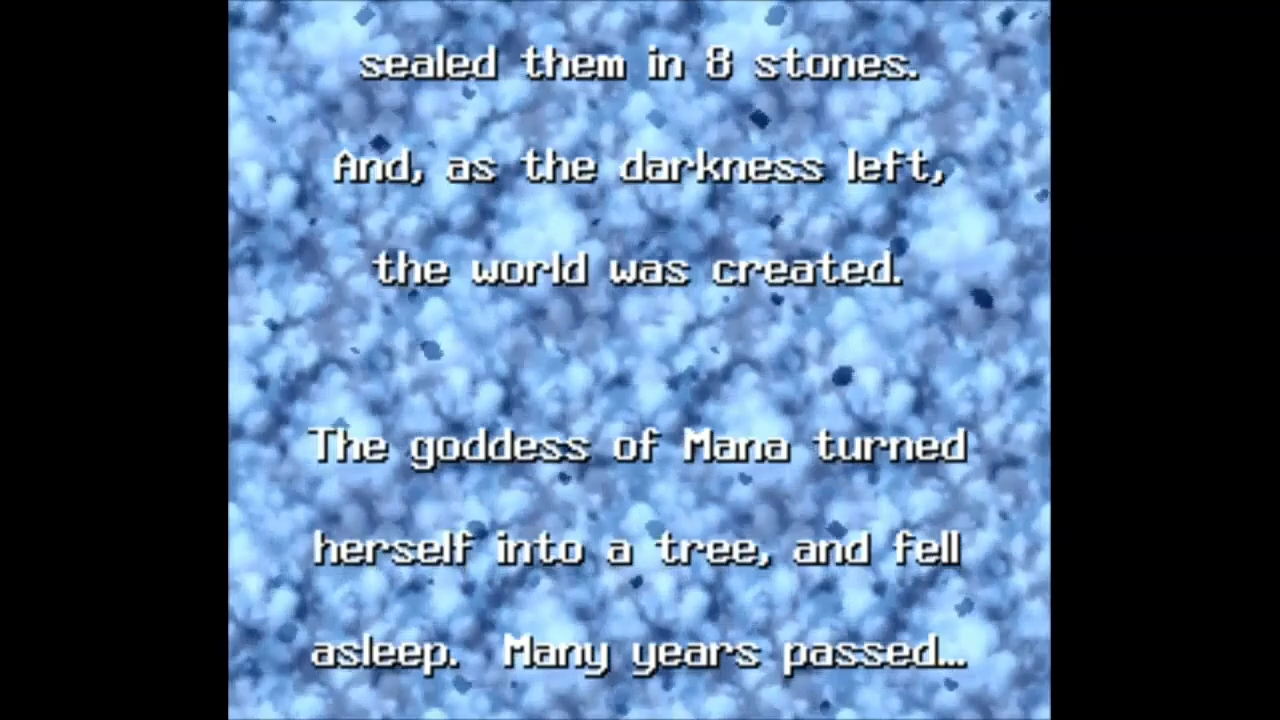 sealed them in 8 stones.
And, as the darkness left,
the world was created.
The goddess of Mana turned
herself into a tree, and fell
asleep.  Many years passed...